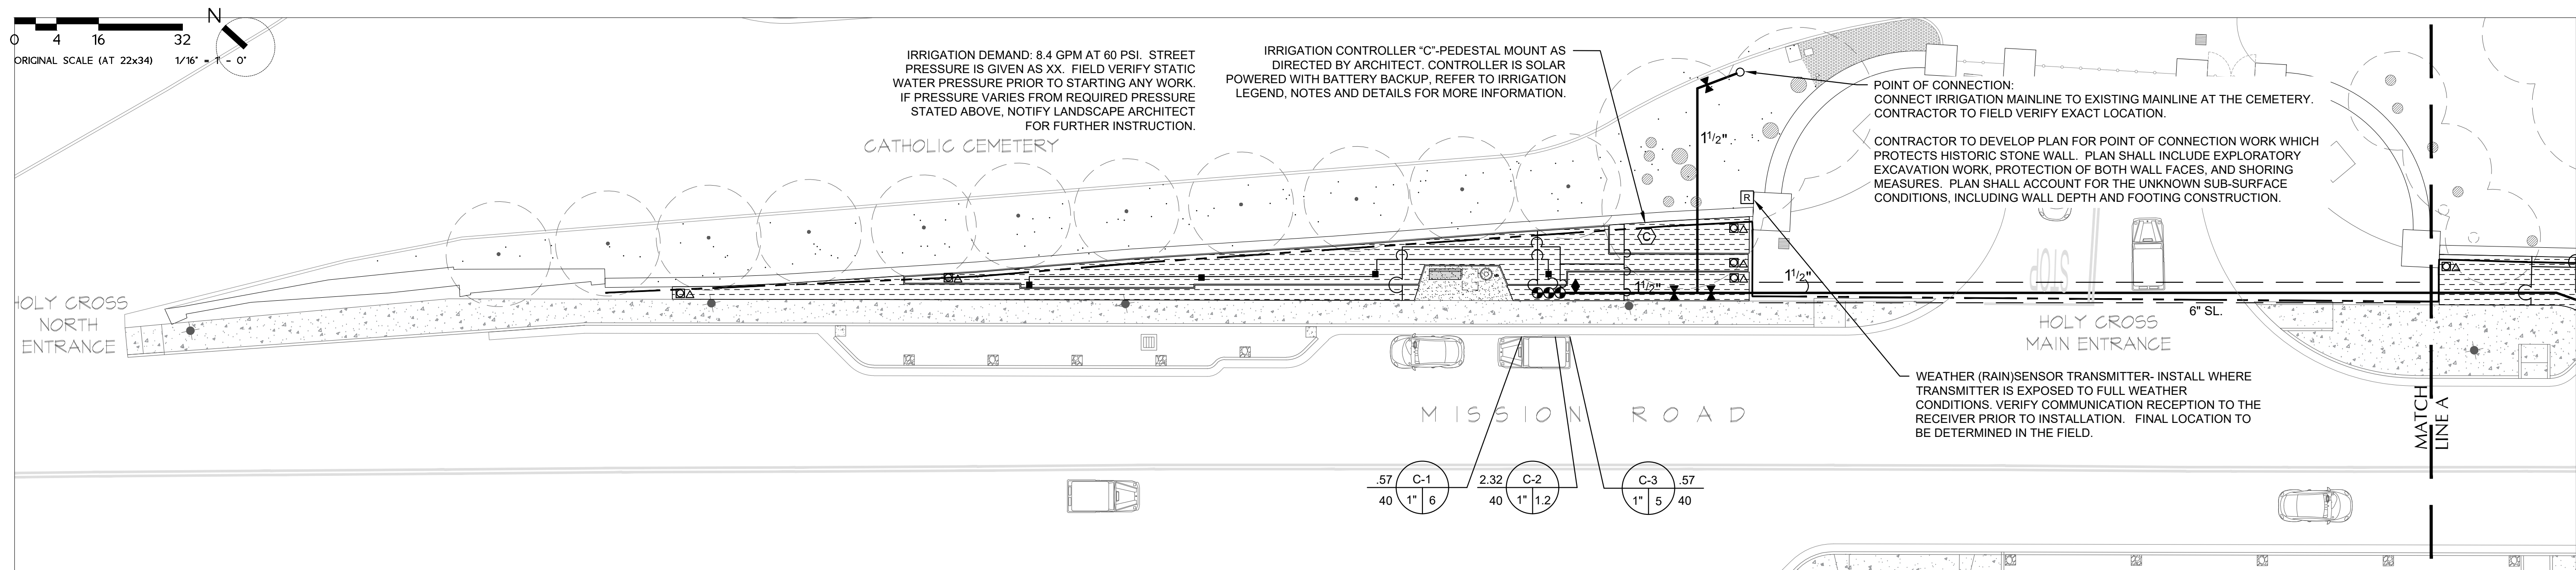 N
0 4 16 32
ORIGINAL SCALE (AT 22x34) 1/16" = 1' - 0"
IRRIGATION DEMAND: 8.4 GPM AT 60 PSI. STREET
PRESSURE IS GIVEN AS XX. FIELD VERIFY STATIC
WATER PRESSURE PRIOR TO STARTING ANY WORK.
IF PRESSURE VARIES FROM REQUIRED PRESSURE
STATED ABOVE, NOTIFY LANDSCAPE ARCHITECT
FOR FURTHER INSTRUCTION.
CATHOLIC CEMETERY
IRRIGATION CONTROLLER “C”-PEDESTAL MOUNT AS
DIRECTED BY ARCHITECT. CONTROLLER IS SOLAR
POWERED WITH BATTERY BACKUP, REFER TO IRRIGATION
LEGEND, NOTES AND DETAILS FOR MORE INFORMATION.
POINT OF CONNECTION:
CONNECT IRRIGATION MAINLINE TO EXISTING MAINLINE AT THE CEMETERY.
CONTRACTOR TO FIELD VERIFY EXACT LOCATION.
CONTRACTOR TO DEVELOP PLAN FOR POINT OF CONNECTION WORK WHICH
PROTECTS HISTORIC STONE WALL. PLAN SHALL INCLUDE EXPLORATORY
EXCAVATION WORK, PROTECTION OF BOTH WALL FACES, AND SHORING
MEASURES. PLAN SHALL ACCOUNT FOR THE UNKNOWN SUB-SURFACE
CONDITIONS, INCLUDING WALL DEPTH AND FOOTING CONSTRUCTION.
1 1/2"
R
C
STOP
1 1/2"
1 1/2"
6" SL.
HOLY CROSS
NORTH
ENTRANCE
HOLY CROSS
MAIN ENTRANCE
WEATHER (RAIN)SENSOR TRANSMITTER- INSTALL WHERE
TRANSMITTER IS EXPOSED TO FULL WEATHER
CONDITIONS. VERIFY COMMUNICATION RECEPTION TO THE
RECEIVER PRIOR TO INSTALLATION. FINAL LOCATION TO
BE DETERMINED IN THE FIELD.
MISSION ROAD
MATCH
LINE A
.57 C-1
40 1" 6
2.32 C-2
40 1" 1.2
C-3 .57
1" 5 40